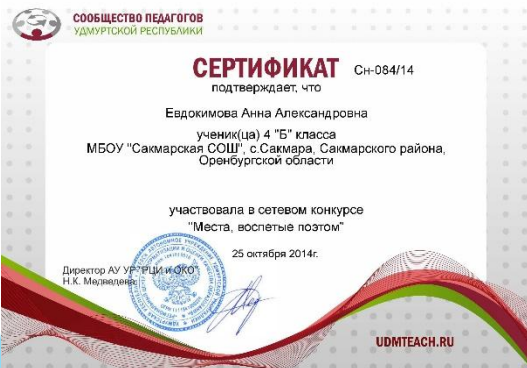 СООБЩЕСТВО ПЕДАГОГОВ
УДМУРТСКОЙ РЕСПУБЛИКИ
СЕРТИФИКАТ Сн-084/14
подтверждает, что
Евдокимова Анна Александровна
ученик(ца) 4 "Б" класса
МБОУ "Сакмарская СОШ", с.Сакмара, Сакмарского района,
Оренбургской области
участвовала в сетевом конкурсе
"Места, воспетые поэтом"
25 октября 2014г.
Директор АУ УР "РЦИ и ОКО"
Н.К. Медведева
UDMTEACH.RU